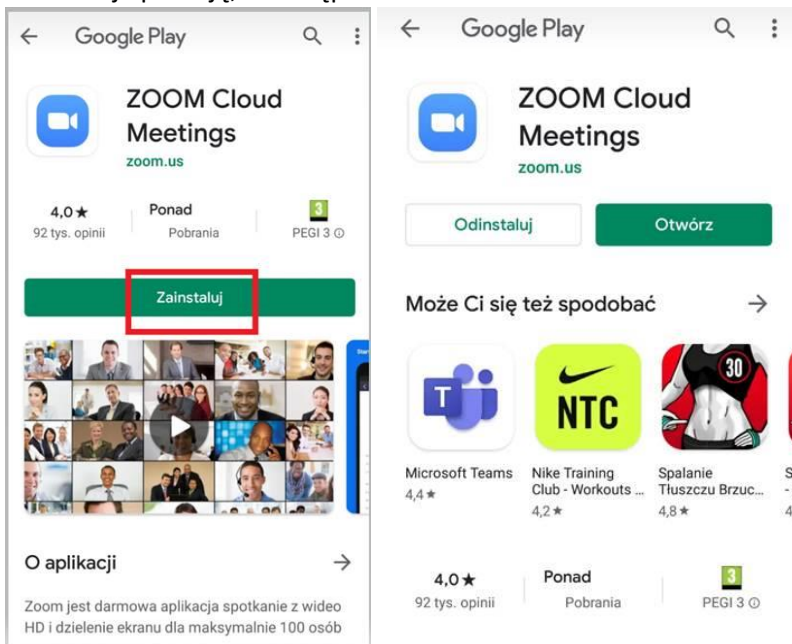 Google Play
ZOOM Cloud
Meetings
zoom.us
4,0★
92 tys. opinii
Ponad
Pobrania
3
PEGI 3
Zainstaluj
O aplikacji
Zoom jest darmowa aplikacja spotkanie z wideo
HD i dzielenie ekranu dla maksymalnie 100 osób
Google Play
ZOOM Cloud
Meetings
zoom.us
Odinstaluj
Otwórz
Może Ci się też spodobać
T
NTC
30
Microsoft Teams
4,4★
Nike Training
Club - Workouts ...
4,2★
Spalanie
Tłuszczu Brzuc...
4,8★
S
-
4
4,0★
92 tys. opinii
Ponad
Pobrania
3
PEGI 3